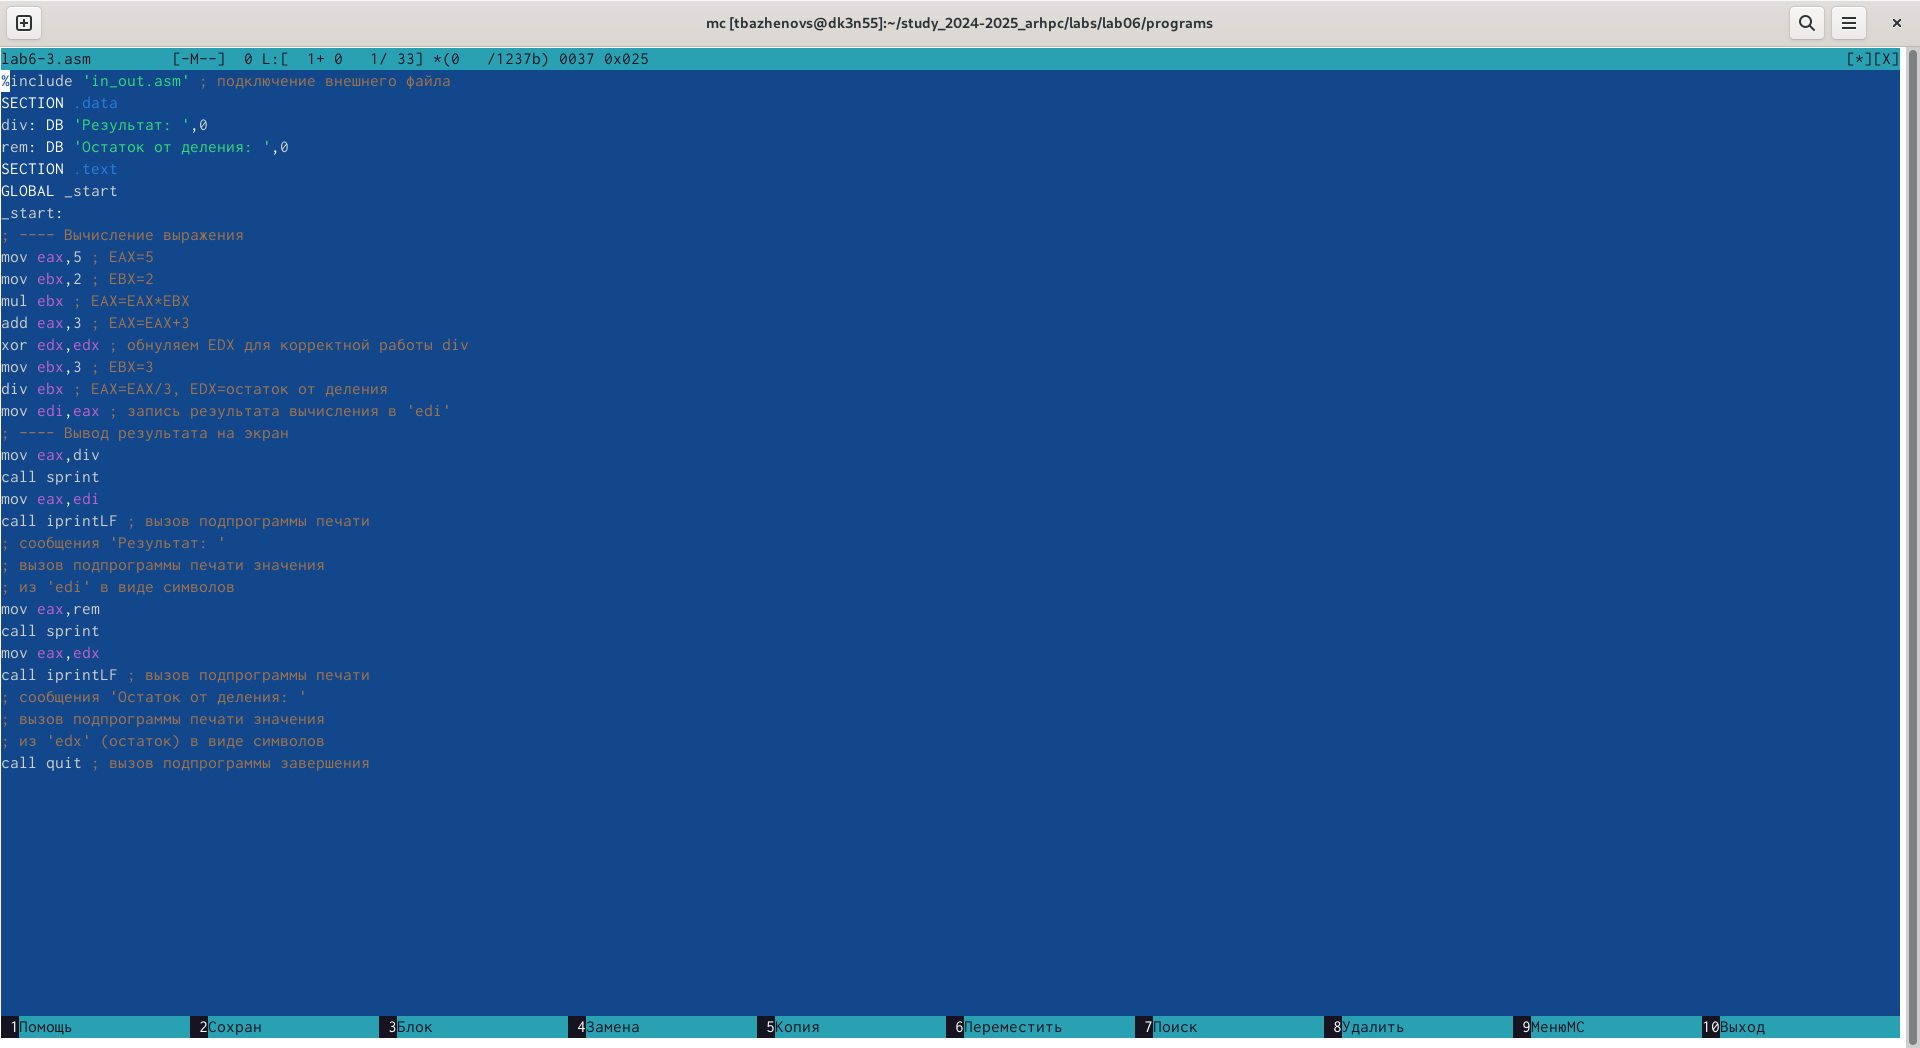 mc [tbazhenovs@dk3n55]:~/study_2024-2025_arhpc/labs/lab06/programs
lab6-3.asm [-M--] 0 L:[ 1+ 0 1/ 33] *(0 /1237b) 0037 0x025 [*][X]
%include 'in_out.asm' ; подключение внешнего файла
SECTION .data
div: DB 'Результат: ',0
rem: DB 'Остаток от деления: ',0
SECTION .text
GLOBAL _start
_start:
; ---- Вычисление выражения
mov eax,5 ; EAX=5
mov ebx,2 ; EBX=2
mul ebx ; EAX=EAX*EBX
add eax,3 ; EAX=EAX+3
xor edx,edx ; обнуляем EDX для корректной работы div
mov ebx,3 ; EBX=3
div ebx ; EAX=EAX/3, EDX=остаток от деления
mov edi,eax ; запись результата вычисления в 'edi'
; ---- Вывод результата на экран
mov eax,div
call sprint
mov eax,edi
call iprintLF ; вызов подпрограммы печати
; сообщения 'Результат: '
; вызов подпрограммы печати значения
; из 'edi' в виде символов
mov eax,rem
call sprint
mov eax,edx
call iprintLF ; вызов подпрограммы печати
; сообщения 'Остаток от деления: '
; вызов подпрограммы печати значения
; из 'edx' (остаток) в виде символов
call quit ; вызов подпрограммы завершения
1Помощь 2Сохран 3Блок 4Замена 5Копия 6Переместить 7Поиск 8Удалить 9МенюМС 10Выход